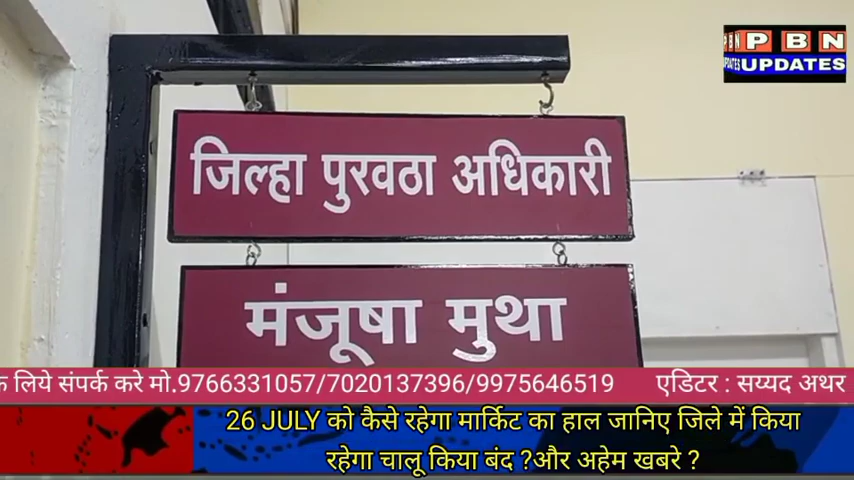 PBN
UPDATES
जिल्हा पुरवठा अधिकारी
मंजूषा मुथा
लिये संपर्क करे मो.9766331057/7020137396/9975646519 एडिटर : सय्यद अथर
26 JULY को कैसे रहेगा मार्किट का हाल जानिए जिले में किया
रहेगा चालू किया बंद ?और अहेम खबरे ?